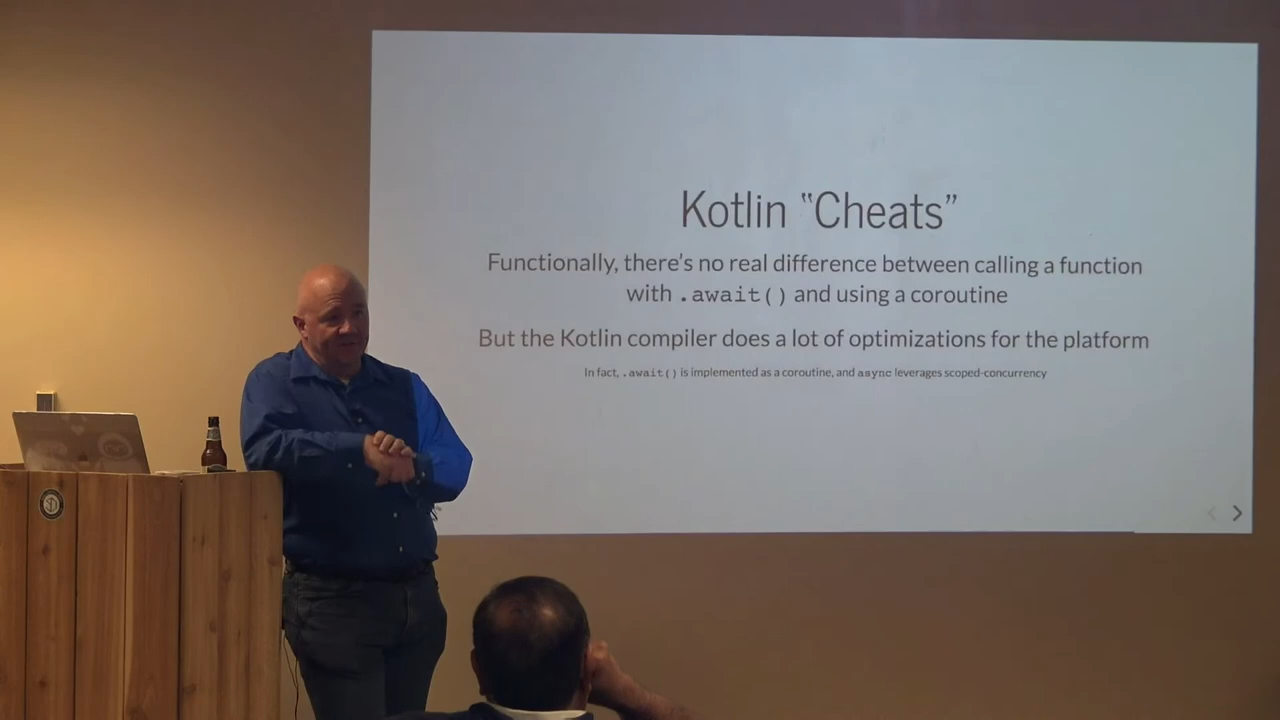 Kotlin “Cheats”
Functionally, there’s no real difference between calling a function
with .await() and using a coroutine
But the Kotlin compiler does a lot of optimizations for the platform
In fact, .await() is implemented as a coroutine, and async leverages scoped-concurrency